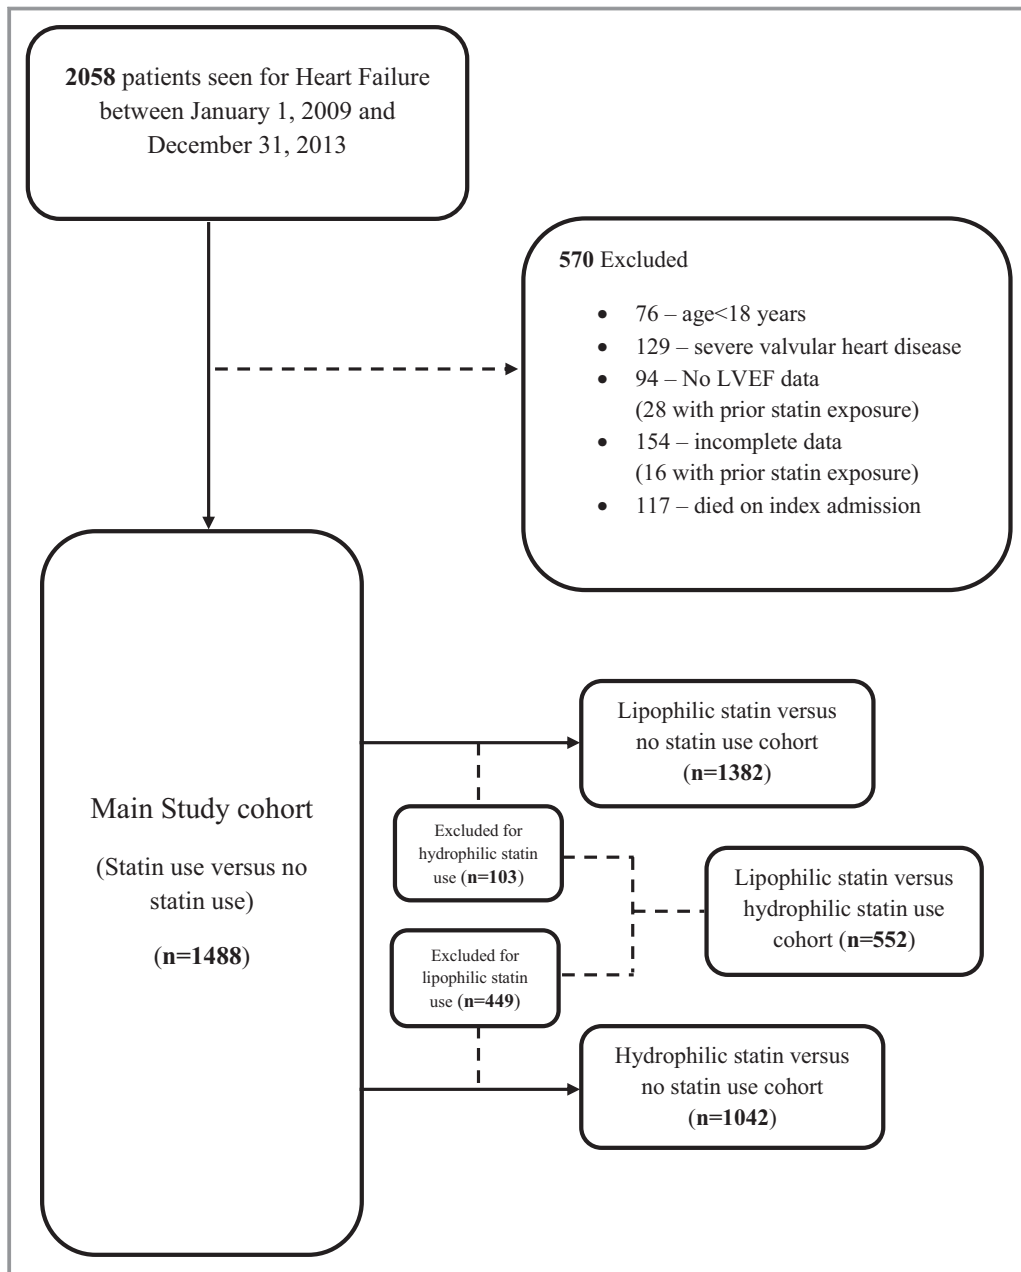 2058 patients seen for Heart Failure
between January 1, 2009 and
December 31, 2013
570 Excluded
• 76 – age<18 years
• 129 – severe valvular heart disease
• 94 – No LVEF data
(28 with prior statin exposure)
• 154 – incomplete data
(16 with prior statin exposure)
• 117 – died on index admission
Main Study cohort
(Statin use versus no
statin use)
(n=1488)
Lipophilic statin versus
no statin use cohort
(n=1382)
Excluded for
hydrophilic statin
use (n=103)
Lipophilic statin versus
hydrophilic statin use
cohort (n=552)
Excluded for
lipophilic statin
use (n=449)
Hydrophilic statin versus
no statin use cohort
(n=1042)